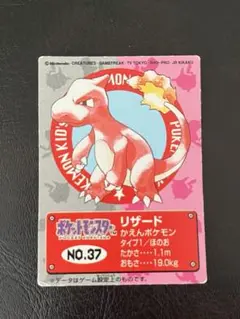 ©Nintendo・CREATURES・GAMEFREAK・TV TOKYO・SHO-PRO・JR KIKAKU
POKEMON KIDS
ポケットモンスター
NO.37
リザード
かえんポケモン
タイプ1/ほのお
たかさ‥‥1.1m
おもさ‥‥19.0kg
※データはゲーム設定上のものです。